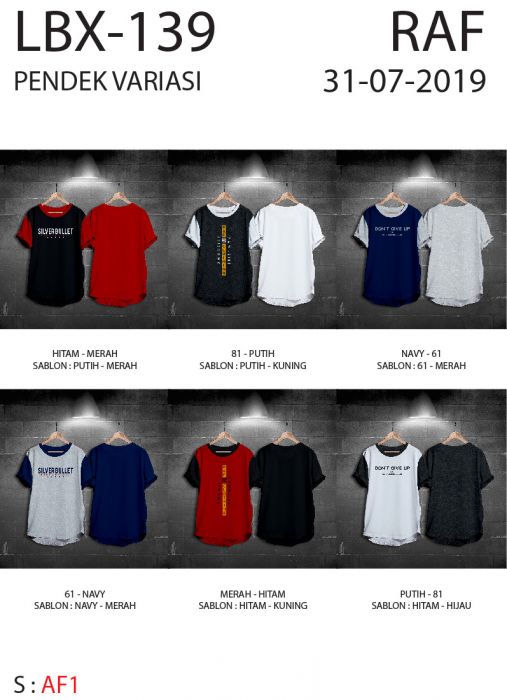 LBX-139
RAF
PENDEK VARIASI
31-07-2019
SILVERBULLET
DON'T GIVE UP
HITAM - MERAH
SABLON : PUTIH - MERAH
81 - PUTIH
SABLON : PUTIH - KUNING
NAVY - 61
SABLON : 61 - MERAH
SILVERBULLET
DON'T GIVE UP
61 - NAVY
SABLON : NAVY - MERAH
MERAH - HITAM
SABLON : HITAM - KUNING
PUTIH - 81
SABLON : HITAM - HIJAU
S : AF1